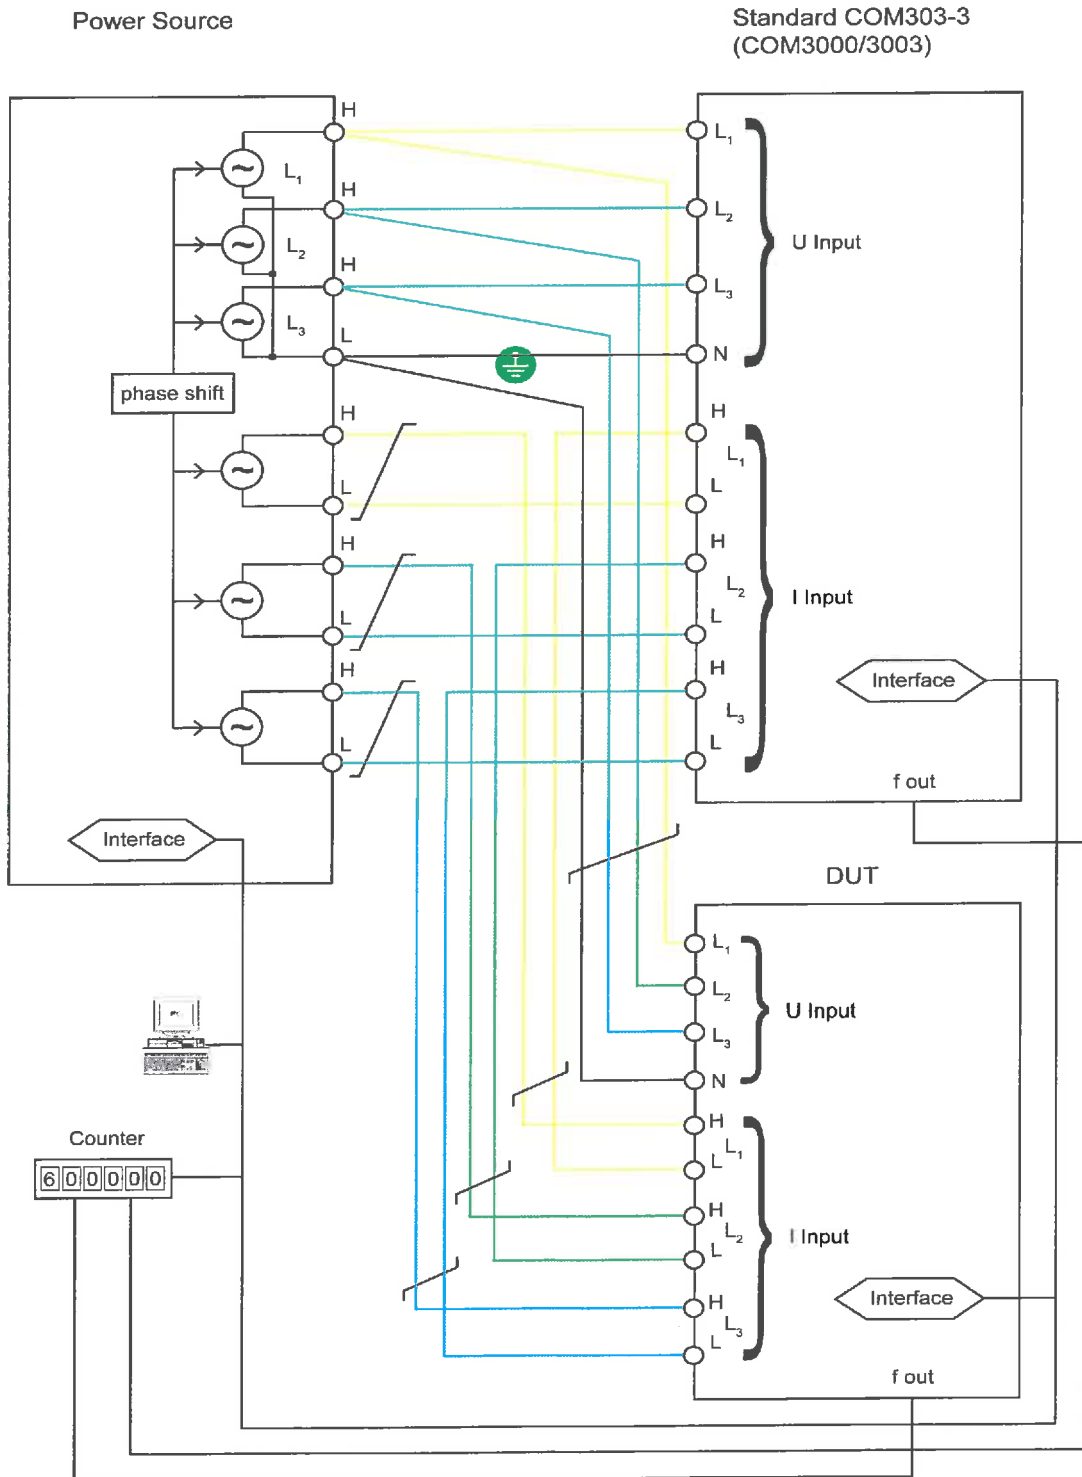 Power Source
Standard COM303-3
(COM3000/3003)
H
L1
H
L2
H
L3
L
phase shift
H
L
H
L
H
L
Interface
L1
L2
L3
N
U Input
H
L1
L
H
L2
L
H
L3
L
I Input
Interface
f out
DUT
L1
L2
L3
N
U Input
H
L1
L
H
L2
L
H
L3
L
I Input
Interface
f out
Counter
600000